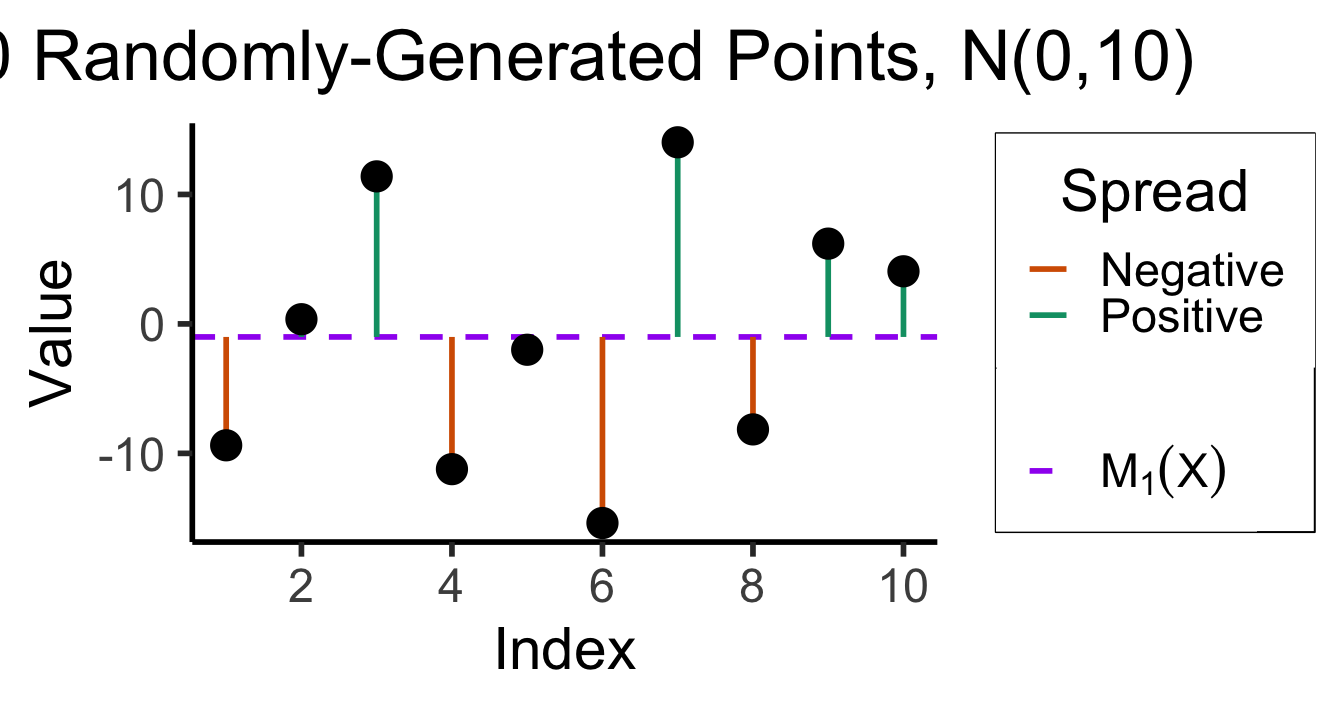 0 Randomly-Generated Points, N(0,10)
10
0
-10
Value
2 4 6 8 10
Index
Spread
Negative
Positive
M₁(X)